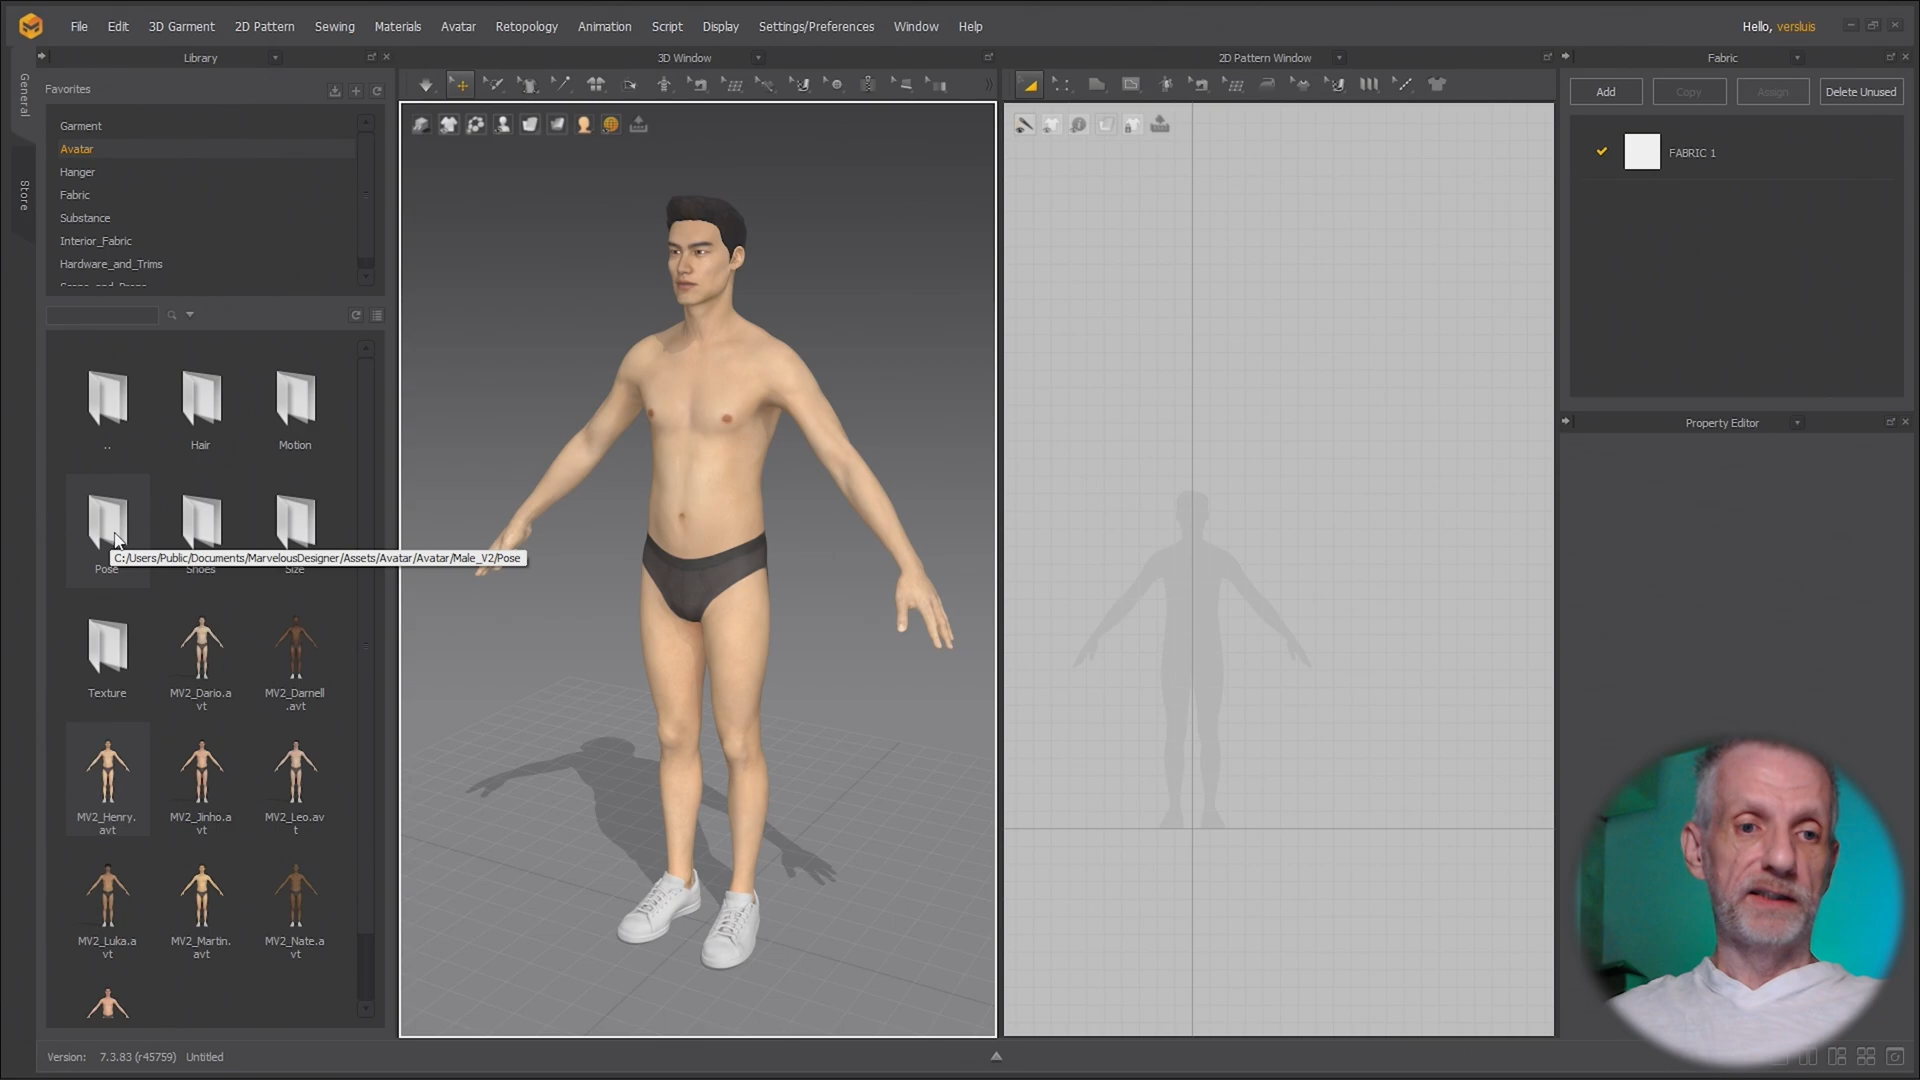 File Edit 3D Garment 2D Pattern Sewing Materials Avatar Retopology Animation Script Display Settings/Preferences Window Help
Hello, versluis
Library
3D Window
2D Pattern Window
Fabric
General
Store
Favorites
Garment
Avatar
Hanger
Fabric
Substance
Interior_Fabric
Hardware_and_Trims
Add
Copy
Assign
Delete Unused
FABRIC 1
Property Editor
..
Hair
Motion
C:/Users/Public/Documents/MarvelousDesigner/Assets/Avatar/Avatar/Male_V2/Pose
Pose
Shoes
Size
Texture
MV2_Dario.a
vt
MV2_Darnell
.avt
MV2_Henry.
avt
MV2_Jinho.a
vt
MV2_Leo.av
t
MV2_Luka.a
vt
MV2_Martin.
avt
MV2_Nate.a
vt
Version: 7.3.83 (r45759) Untitled